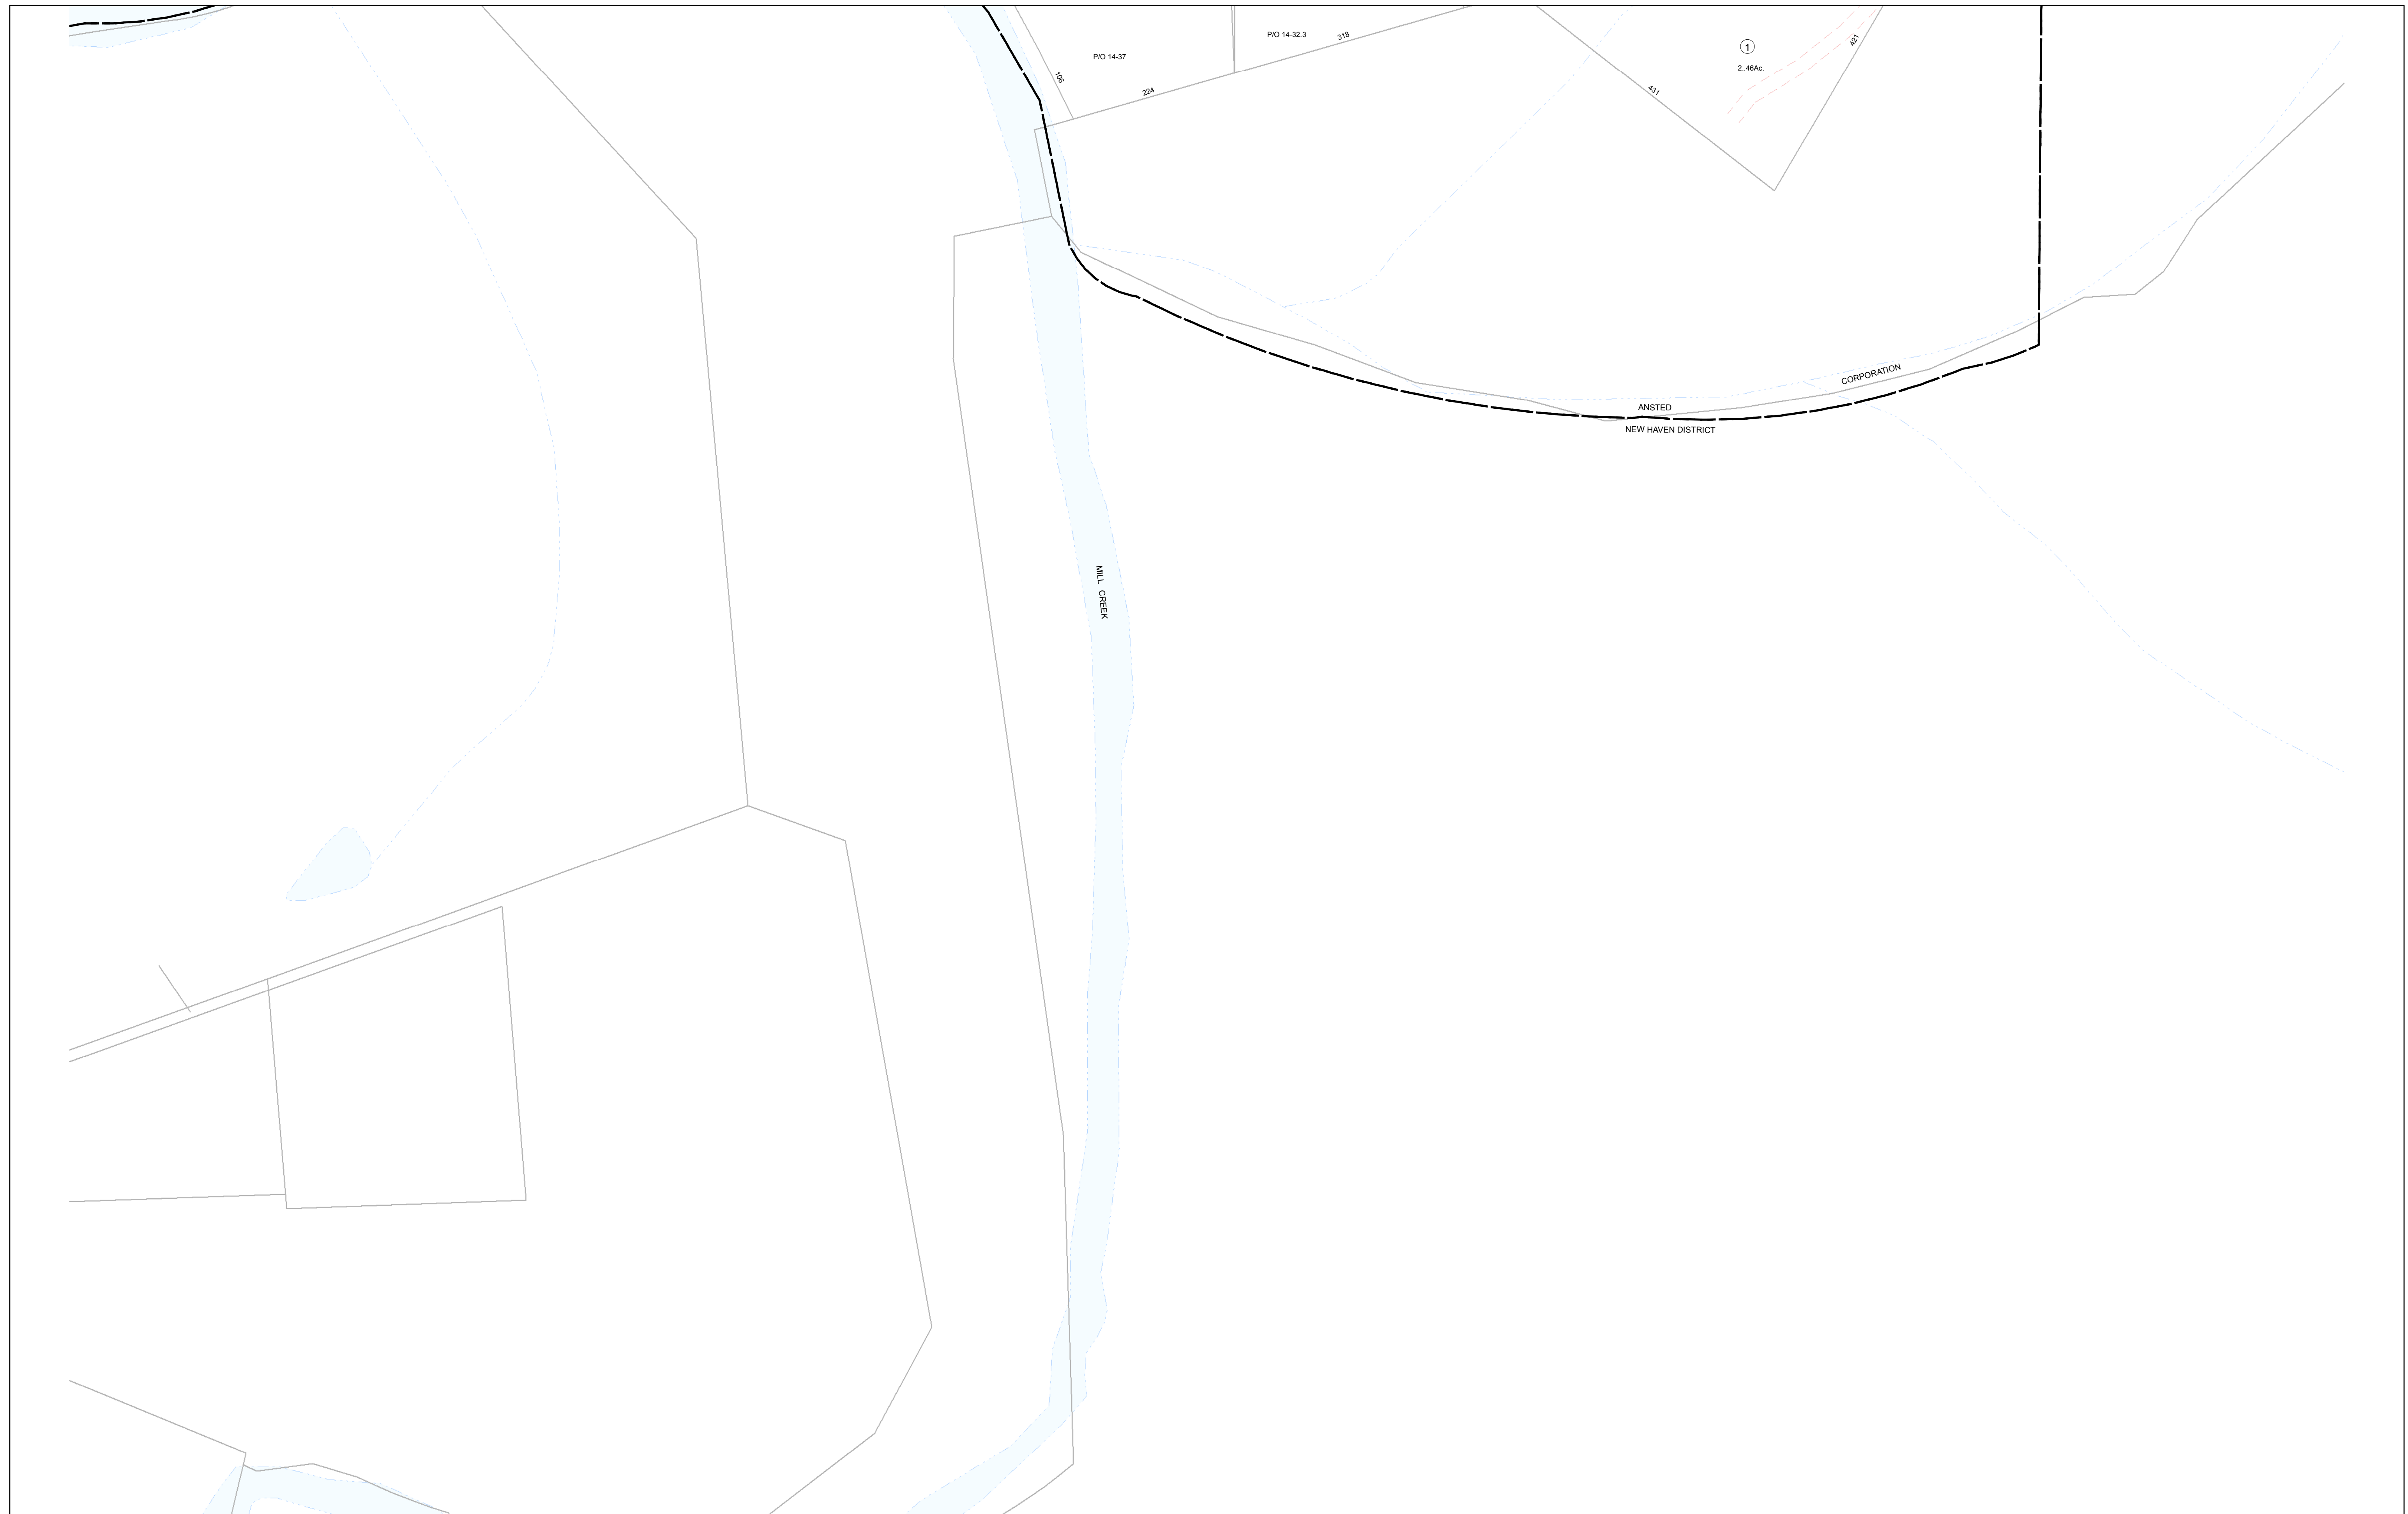 P/O 14-32.3
318
1
421
P/O 14-37
2..46Ac.
106
224
431
CORPORATION
ANSTED
NEW HAVEN DISTRICT
MILL CREEK